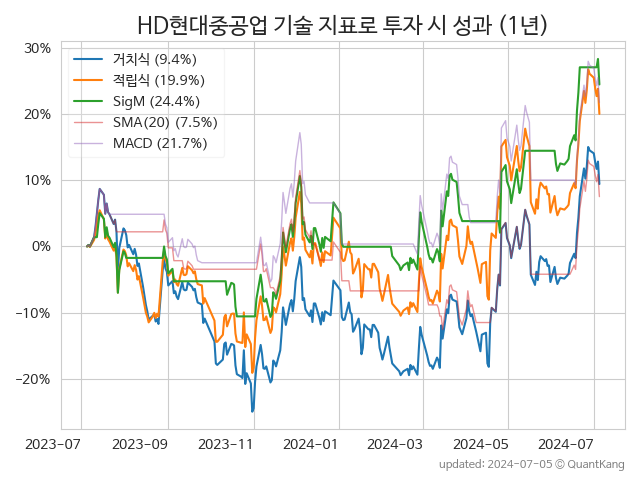 HD현대중공업 기술 지표로 투자 시 성과 (1년)
30%
20%
10%
0%
−10%
−20%
거치식 (9.4%)
적립식 (19.9%)
SigM (24.4%)
SMA(20) (7.5%)
MACD (21.7%)
2023-07 2023-09 2023-11 2024-01 2024-03 2024-05 2024-07
updated: 2024-07-05 © QuantKang